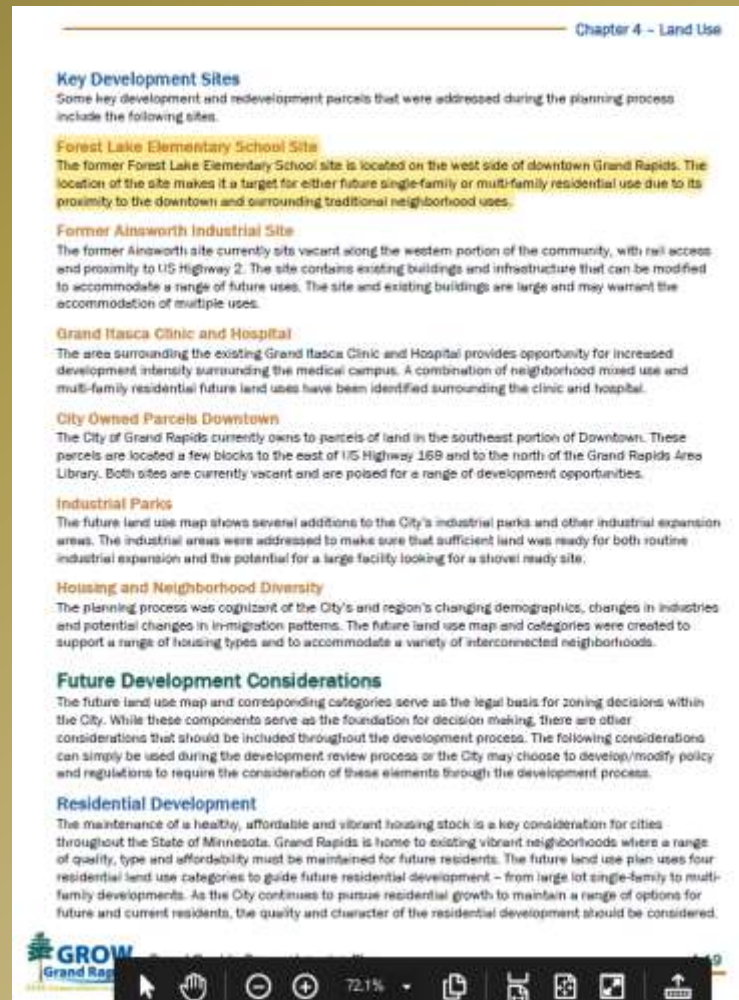 Chapter 4 – Land Use
Key Development Sites
Some key development and redevelopment parcels that were addressed during the planning process
include the following sites.
Forest Lake Elementary School Site
The former Forest Lake Elementary School site is located on the west side of downtown Grand Rapids. The
location of the site makes it a target for either future single-family or multi-family residential use due to its
proximity to the downtown and surrounding traditional neighborhood uses.
Former Ainsworth Industrial Site
The former Ainsworth site currently sits vacant along the western portion of the community, with rail access
and proximity to US Highway 2. The site contains existing buildings and infrastructure that can be modified
to accommodate a range of future uses. The site and existing buildings are large and may warrant the
accommodation of multiple uses.
Grand Itasca Clinic and Hospital
The area surrounding the existing Grand Itasca Clinic and Hospital provides opportunity for increased
development intensity surrounding the medical campus. A combination of neighborhood mixed use and
multi-family residential future land uses have been identified surrounding the clinic and hospital.
City Owned Parcels Downtown
The City of Grand Rapids currently owns to parcels of land in the southeast portion of Downtown. These
parcels are located a few blocks to the east of US Highway 169 and to the north of the Grand Rapids Area
Library. Both sites are currently vacant and are poised for a range of development opportunities.
Industrial Parks
The future land use map shows several additions to the City's industrial parks and other industrial expansion
areas. The industrial areas were addressed to make sure that sufficient land was ready for both routine
industrial expansion and the potential for a large facility looking for a shovel ready site.
Housing and Neighborhood Diversity
The planning process was cognizant of the City's and region's changing demographics, changes in industries
and potential changes in in-migration patterns. The future land use map and categories were created to
support a range of housing types and to accommodate a variety of interconnected neighborhoods.
Future Development Considerations
The future land use map and corresponding categories serve as the legal basis for zoning decisions within
the City. While these components serve as the foundation for decision making, there are other
considerations that should be included throughout the development process. The following considerations
can simply be used during the development review process or the City may choose to develop/modify policy
and regulations to require the consideration of these elements through the development process.
Residential Development
The maintenance of a healthy, affordable and vibrant housing stock is a key consideration for cities
throughout the State of Minnesota. Grand Rapids is home to existing vibrant neighborhoods where a range
of quality, type and affordability must be maintained for future residents. The future land use plan uses four
residential land use categories to guide future residential development – from large lot single-family to multi-
family developments. As the City continues to pursue residential growth to maintain a range of options for
future and current residents, the quality and character of the residential development should be considered.
GROW
Grand Rap
72.1%